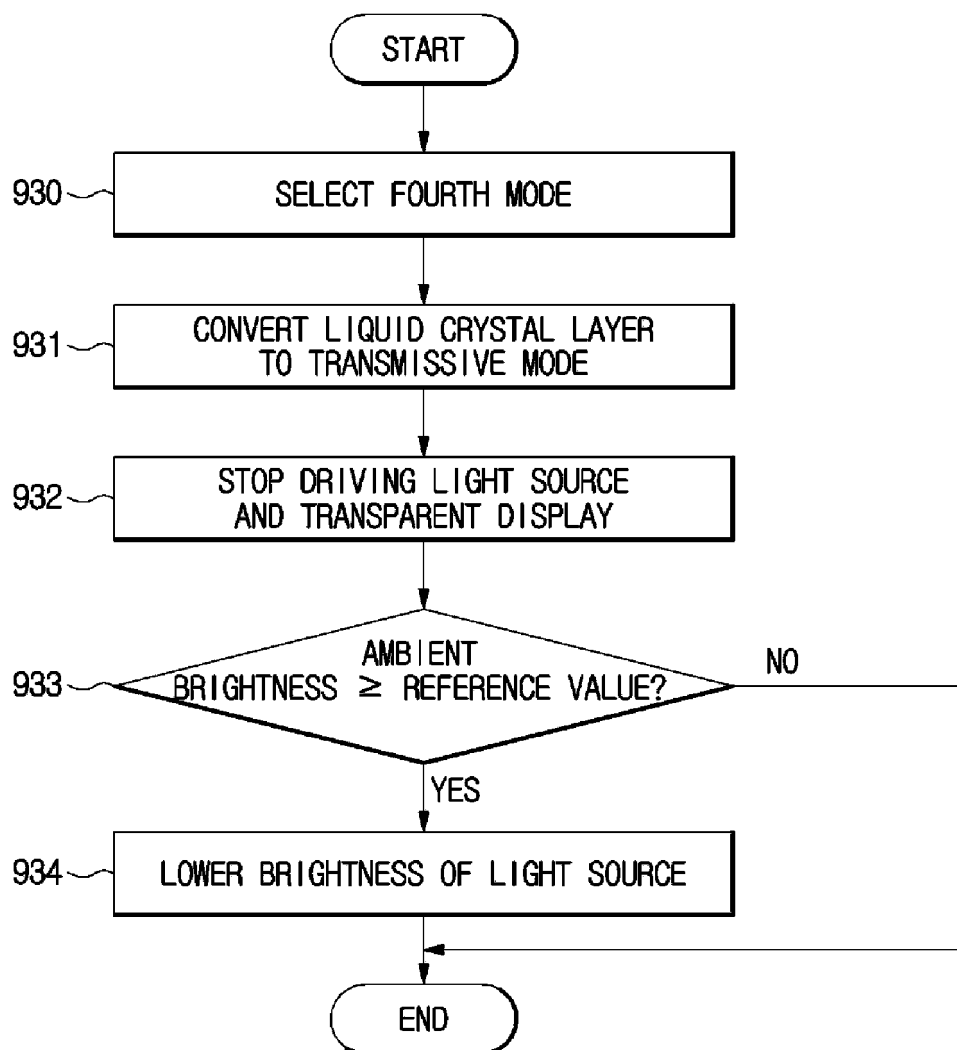 START
930
SELECT FOURTH MODE
931
CONVERT LIQUID CRYSTAL LAYER
TO TRANSMISSIVE MODE
932
STOP DRIVING LIGHT SOURCE
AND TRANSPARENT DISPLAY
933
AMBIENT
BRIGHTNESS ≥ REFERENCE VALUE?
NO
YES
934
LOWER BRIGHTNESS OF LIGHT SOURCE
END